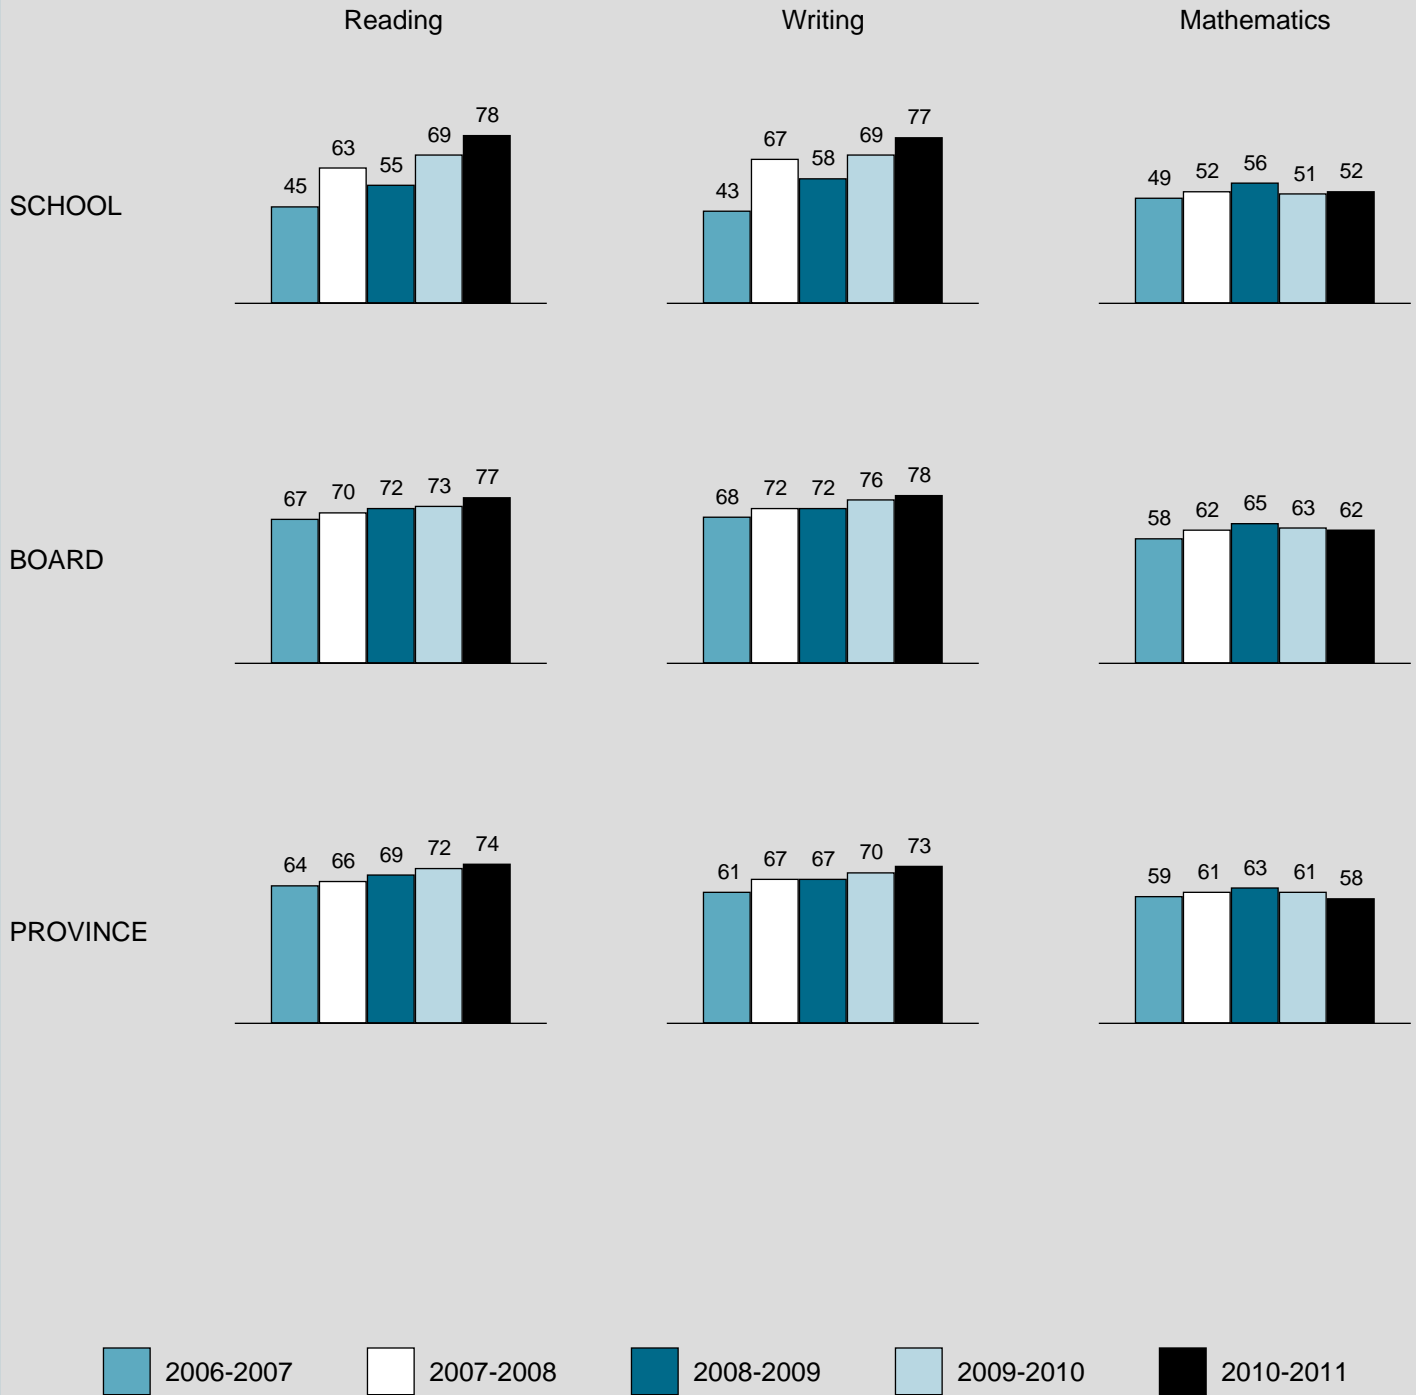 Reading Writing Mathematics
SCHOOL
45 63 55 69 78
43 67 58 69 77
49 52 56 51 52
BOARD
67 70 72 73 77
68 72 72 76 78
58 62 65 63 62
PROVINCE
64 66 69 72 74
61 67 67 70 73
59 61 63 61 58
2006-2007 2007-2008 2008-2009 2009-2010 2010-2011